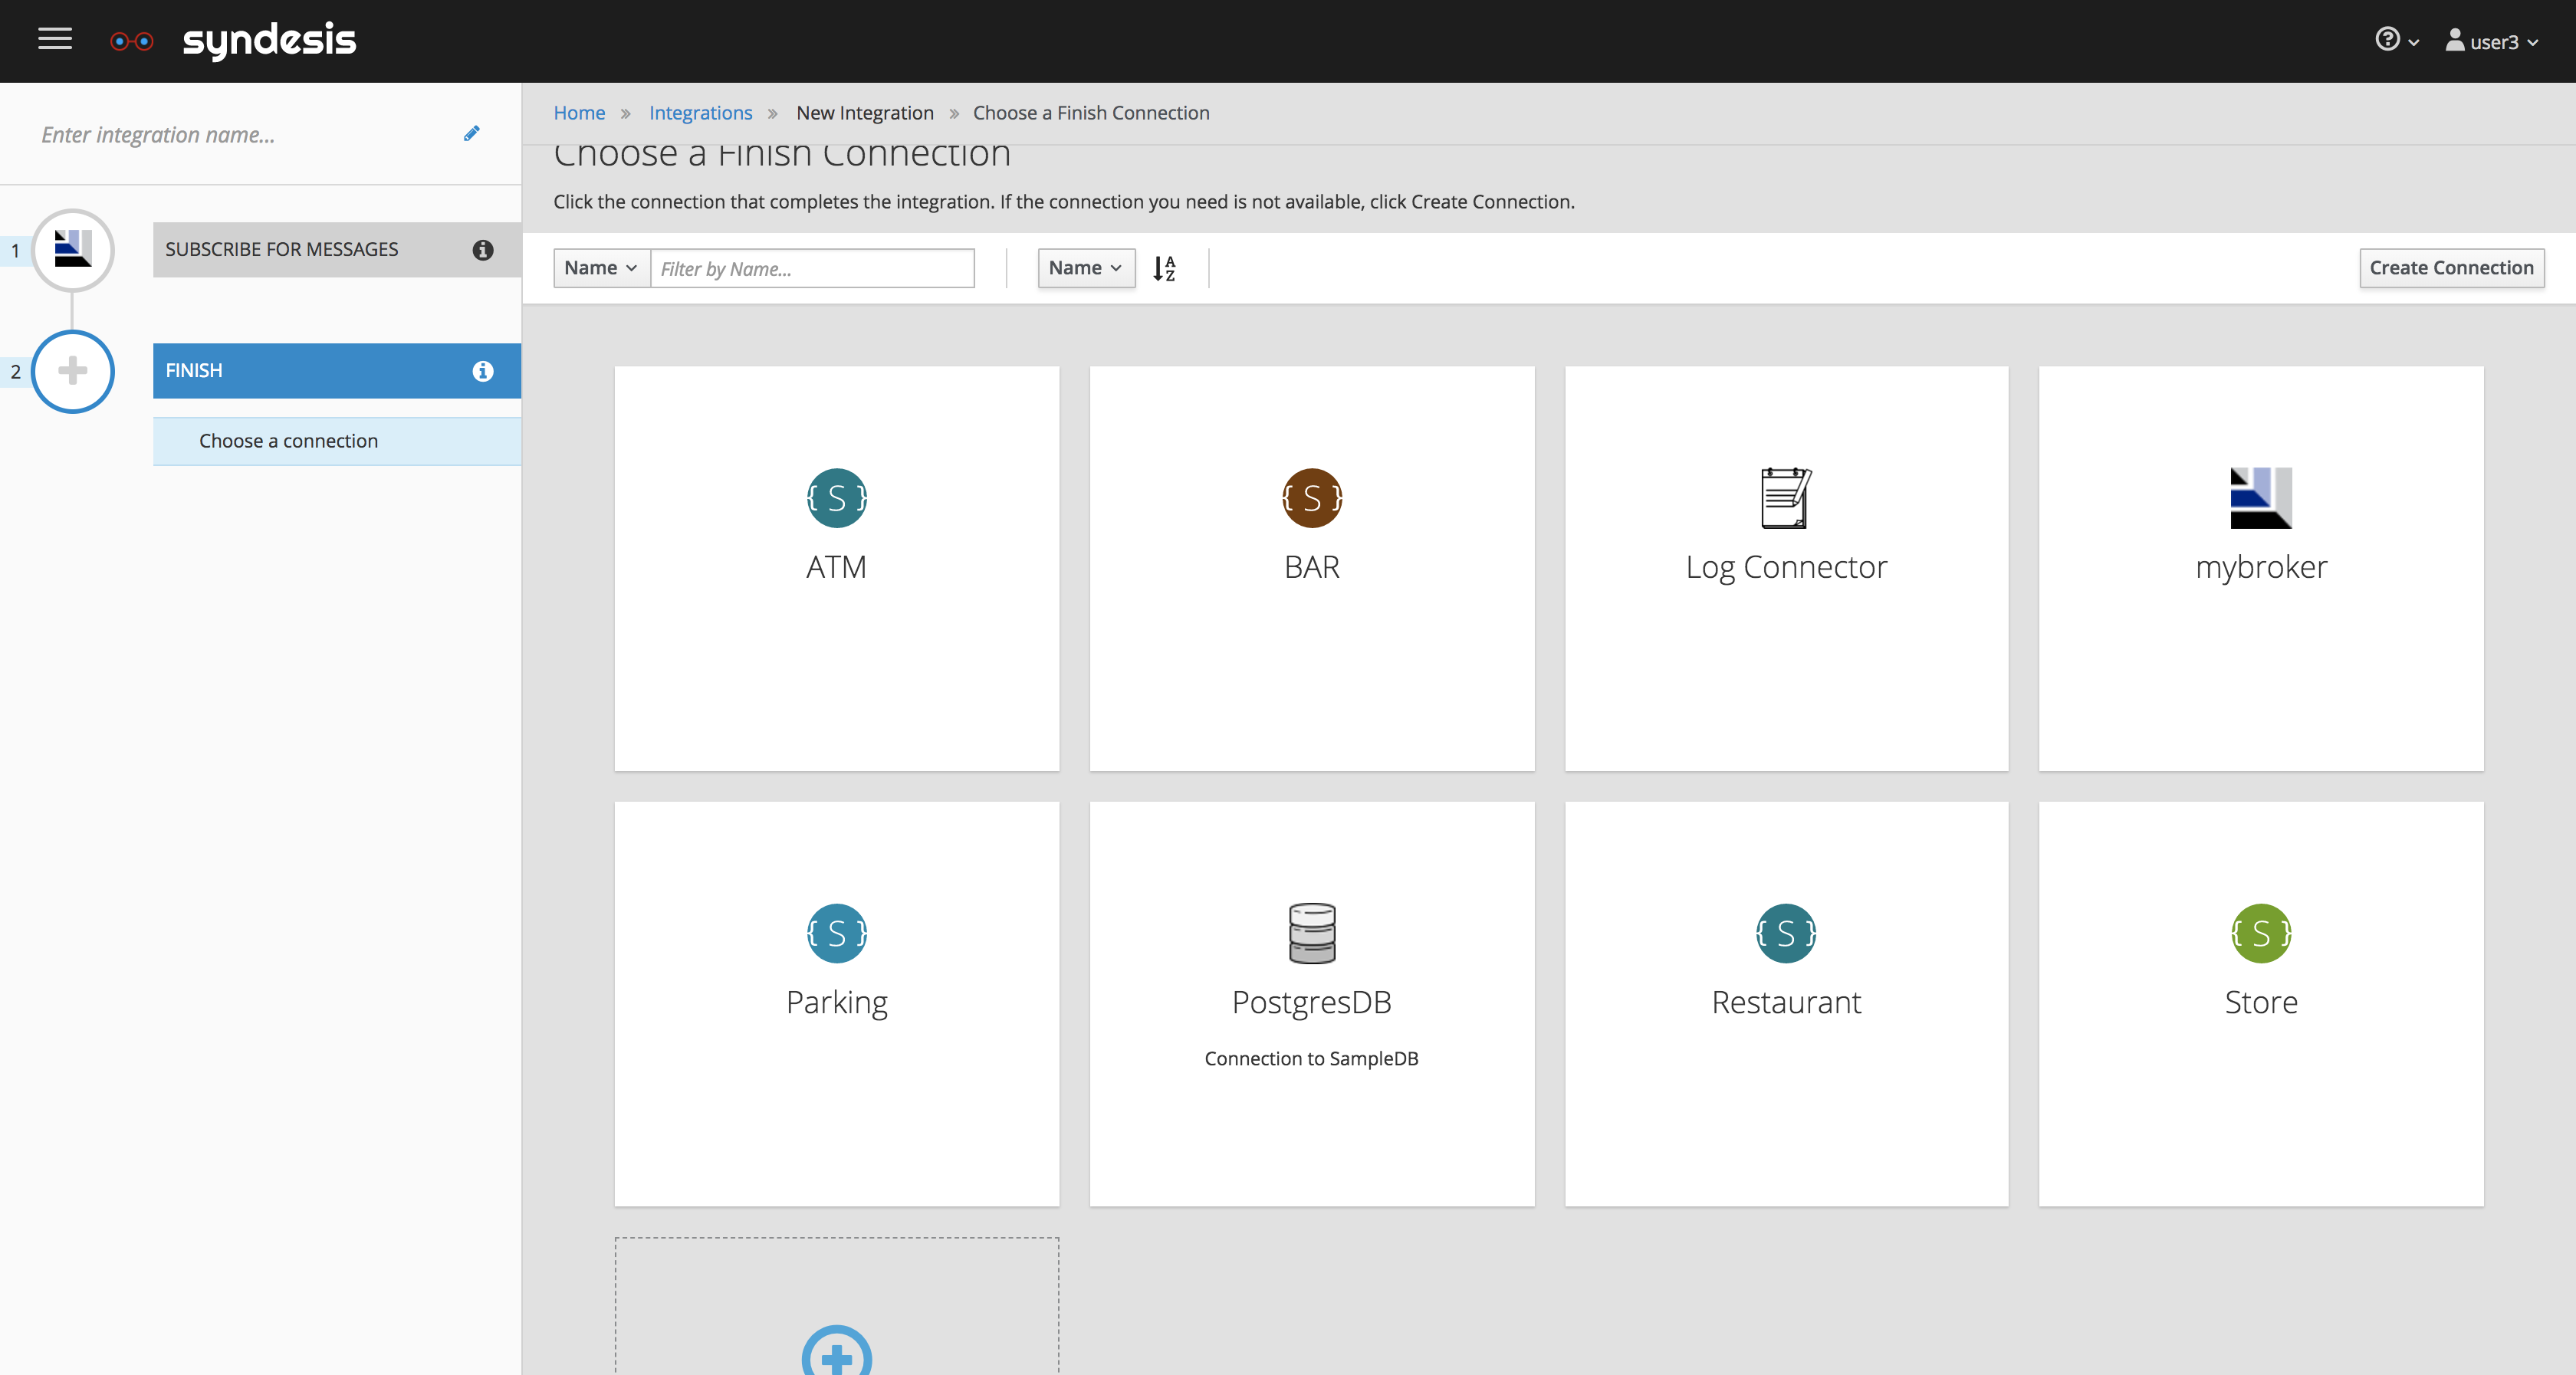 syndesis
user3
Enter integration name...
1
SUBSCRIBE FOR MESSAGES
2
FINISH
Choose a connection
Home » Integrations » New Integration » Choose a Finish Connection
Choose a Finish Connection
Click the connection that completes the integration. If the connection you need is not available, click Create Connection.
Name Filter by Name... Name A Z Create Connection
{ S } { S }
ATM BAR Log Connector mybroker
{ S } { S } { S }
Parking PostgresDB Restaurant Store
Connection to SampleDB